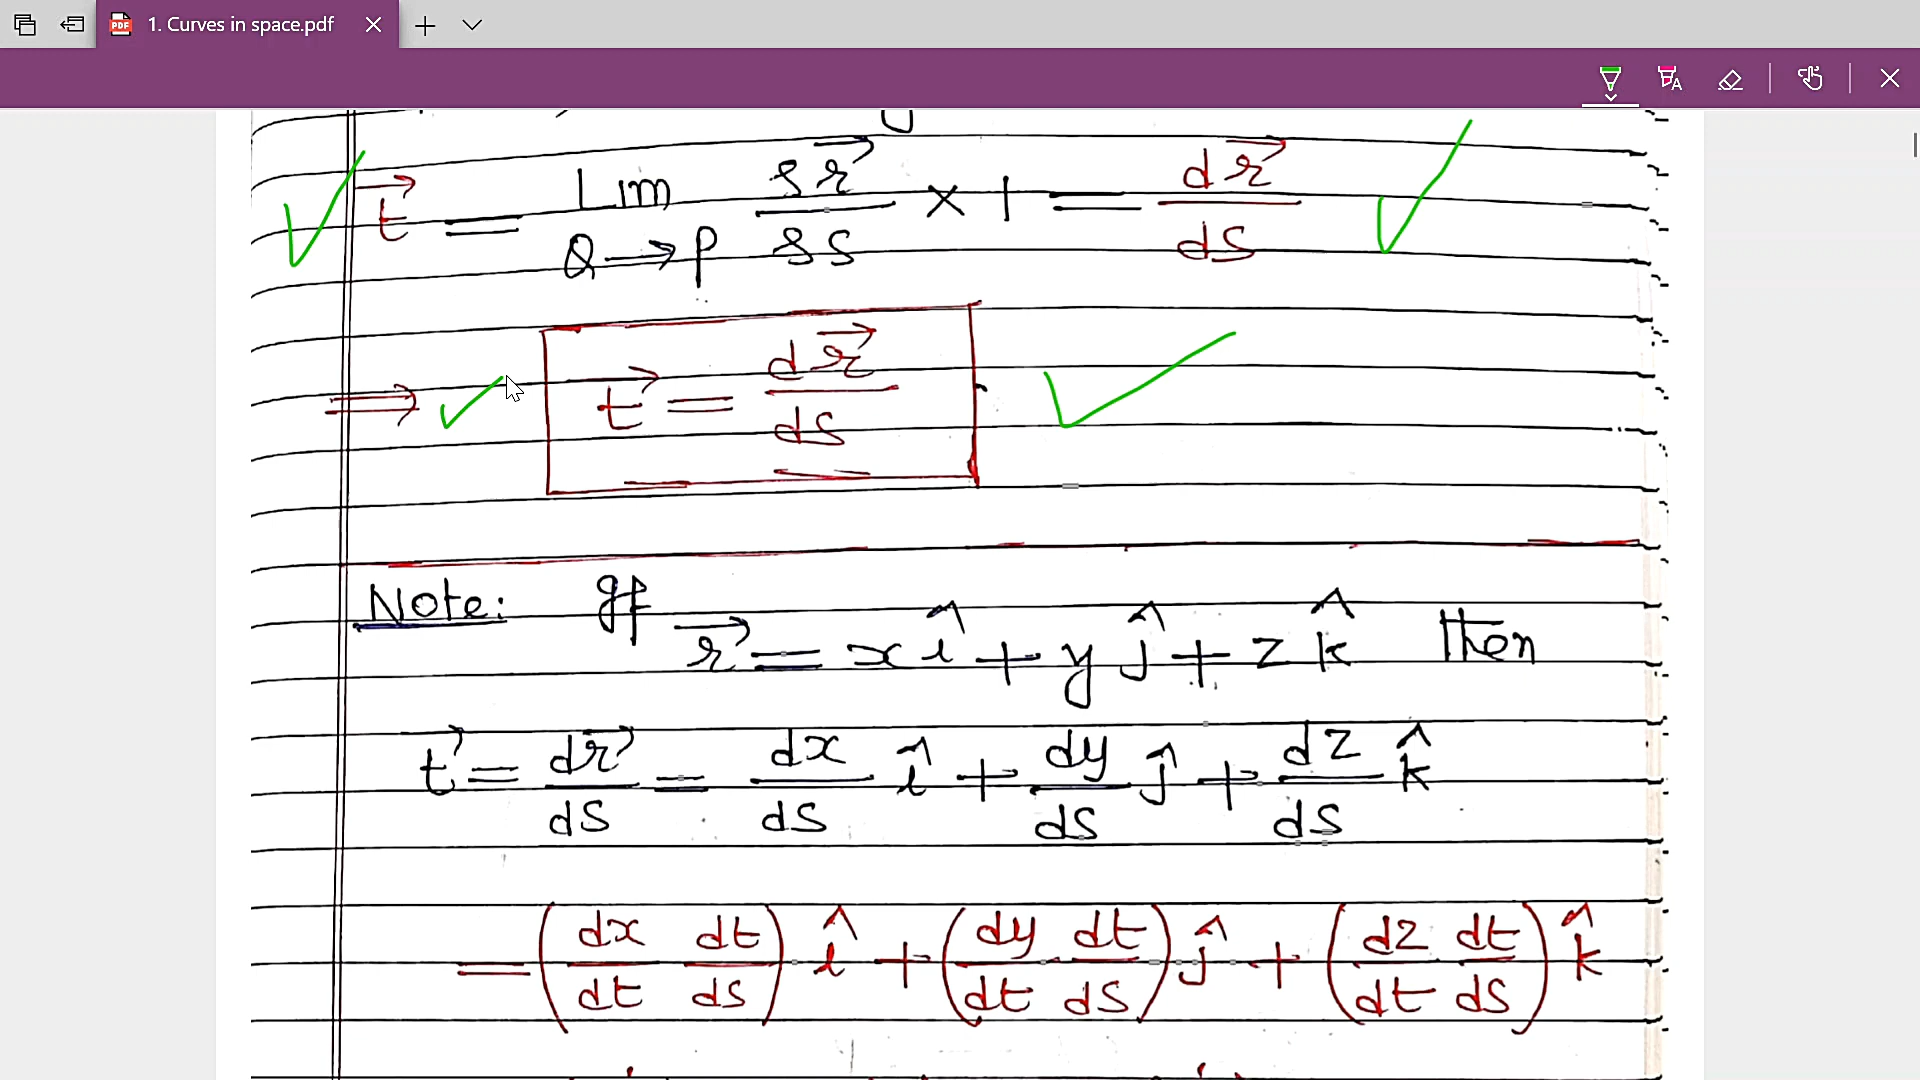 1. Curves in space.pdf
t⃗ = Lim Q→P δr⃗/δs × 1 = dr⃗/ds
⇒ t⃗ = dr⃗/ds
Note: If r⃗ = x î + y ĵ + z k̂ then
t⃗ = dr⃗/ds = dx/ds î + dy/ds ĵ + dz/ds k̂
= (dx/dt dt/ds) î + (dy/dt dt/ds) ĵ + (dz/dt dt/ds) k̂